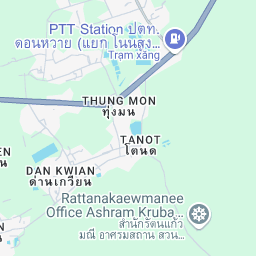 PTT Station ปตท.
ดอนหวาย (แยก โนนสูง...
Trạm xăng
THUNG MON
ทุ่งมน
TANOT
โตนด
EN
DAN KWIAN
ด่านเกวียน
Rattanakaewmanee
Office Ashram Kruba...
สำนักรัตนแก้ว
มณี อาศรมสถาน สวน...